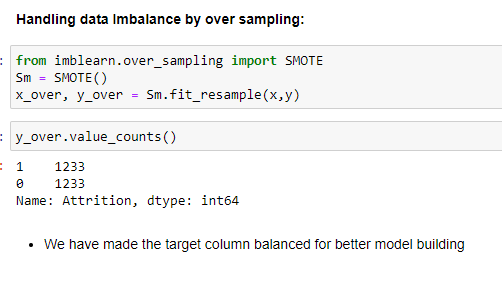 Handling data Imbalance by over sampling:
: from imblearn.over_sampling import SMOTE
Sm = SMOTE()
x_over, y_over = Sm.fit_resample(x,y)
: y_over.value_counts()
: 1    1233
0    1233
Name: Attrition, dtype: int64
• We have made the target column balanced for better model building